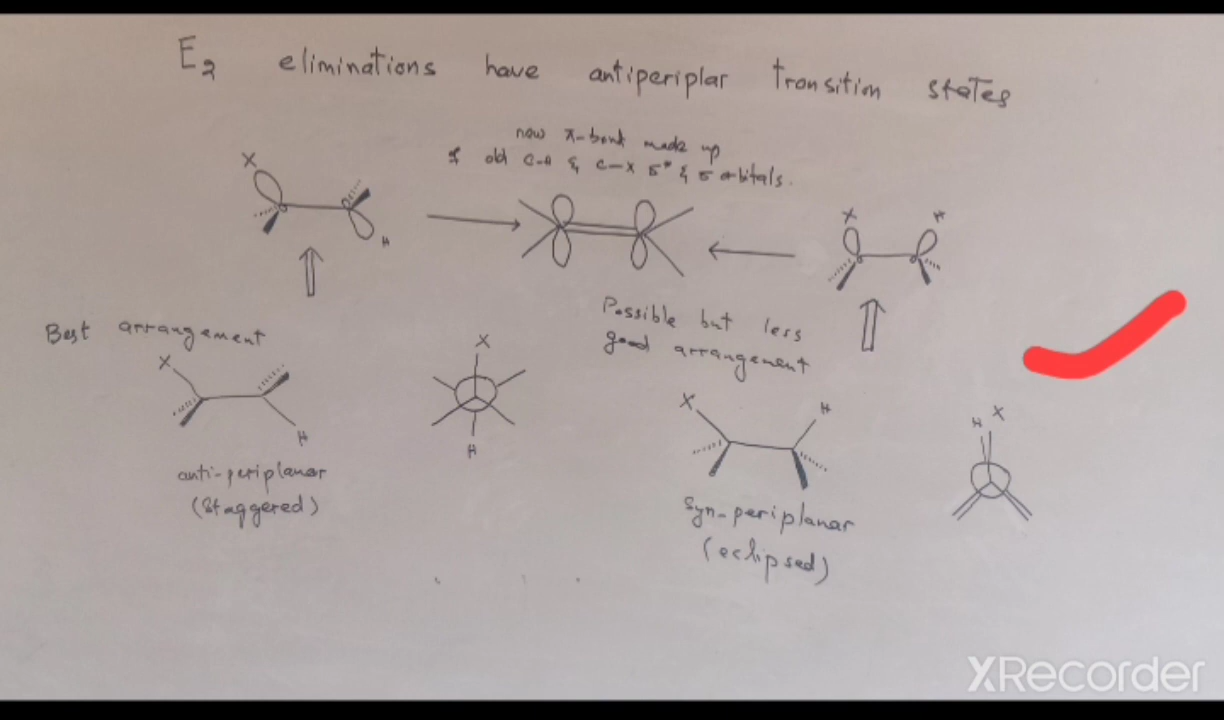 E2 eliminations have antiperiplar transition states
new π-bond made up
of old C-H & C-X σ* & σ orbitals.
X
H
X H
Best arrangement
Possible but less
good arrangement
X
H
X
H
X
H
H X
anti-periplanar
(Staggered)
Syn-periplanar
(eclipsed)
XRecorder